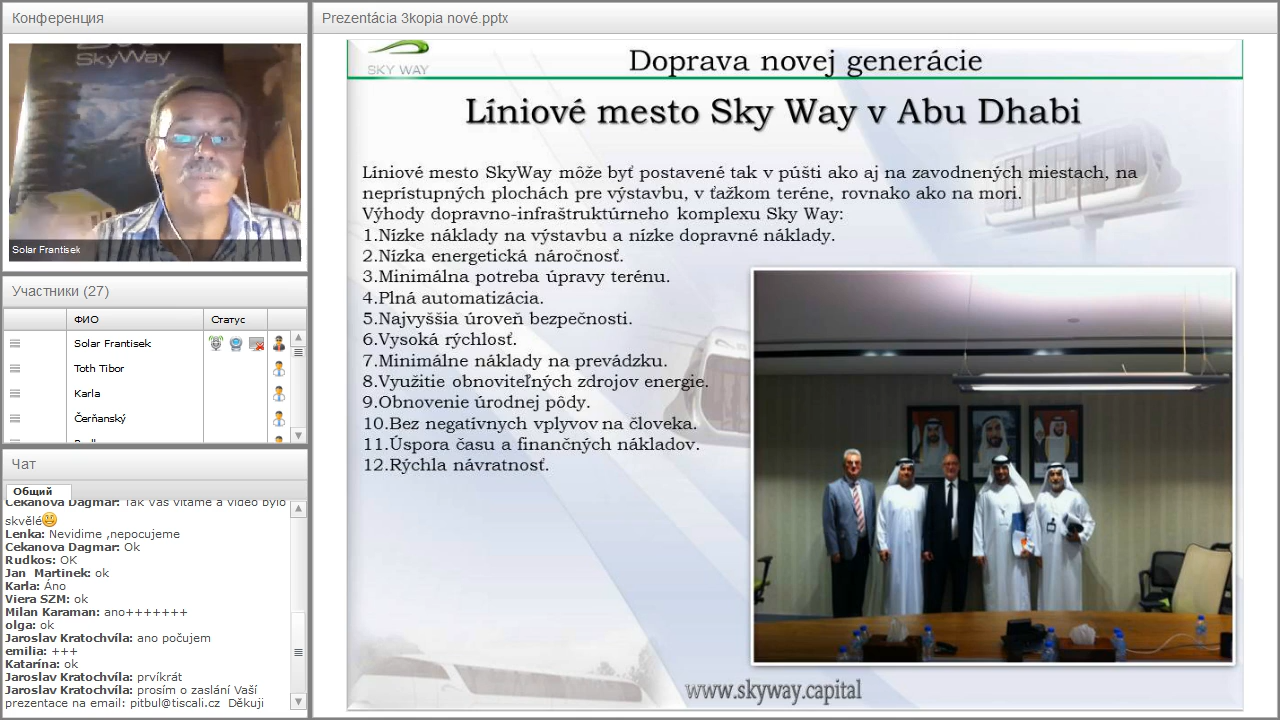 Конференция
SkyWay
Solar Frantisek
Участники (27)
ФИО
Статус
Solar Frantisek
Toth Tibor
Karla
Čerňanský
Чат
Общий
Cekanova Dagmar: Tak Vás vítáme a video bylo
skvělé
Lenka: Nevidime ,nepocujeme
Cekanova Dagmar: Ok
Rudkos: OK
Jan Martinek: ok
Karla: Áno
Viera SZM: ok
Milan Karaman: ano+++++++
olga: ok
Jaroslav Kratochvíla: ano počujem
emilia: +++
Katarína: ok
Jaroslav Kratochvíla: prvíkrát
Jaroslav Kratochvíla: prosím o zaslání Vaší
prezentace na email: pitbul@tiscali.cz Děkuji
Prezentácia 3kopia nové.pptx
SKY WAY
Doprava novej generácie
Líniové mesto Sky Way v Abu Dhabi
Líniové mesto SkyWay môže byť postavené tak v púšti ako aj na zavodnených miestach, na
neprístupných plochách pre výstavbu, v ťažkom teréne, rovnako ako na mori.
Výhody dopravno-infraštruktúrneho komplexu Sky Way:
1.Nízke náklady na výstavbu a nízke dopravné náklady.
2.Nízka energetická náročnosť.
3.Minimálna potreba úpravy terénu.
4.Plná automatizácia.
5.Najvyššia úroveň bezpečnosti.
6.Vysoká rýchlosť.
7.Minimálne náklady na prevádzku.
8.Využitie obnoviteľných zdrojov energie.
9.Obnovenie úrodnej pôdy.
10.Bez negatívnych vplyvov na človeka.
11.Úspora času a finančných nákladov.
12.Rýchla návratnosť.
www.skyway.capital